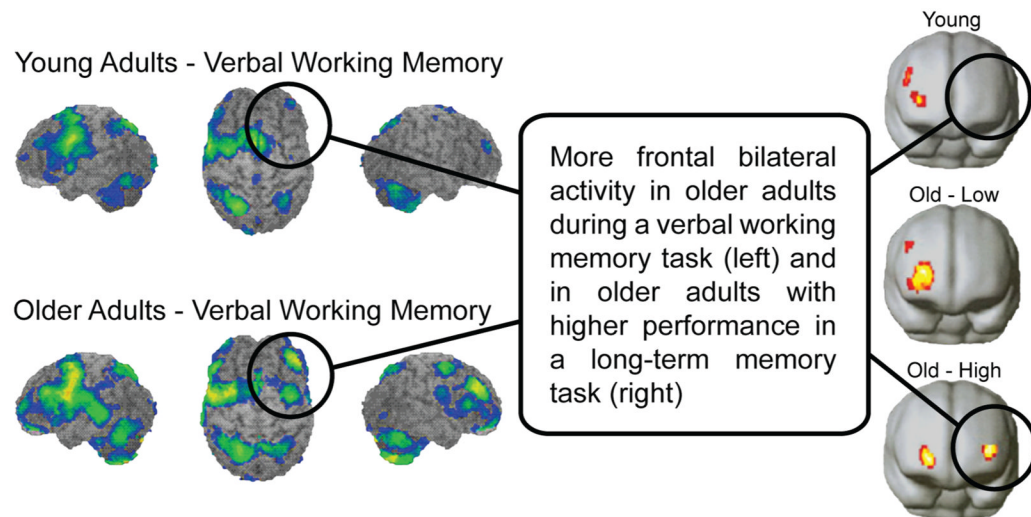 Young Adults - Verbal Working Memory
Older Adults - Verbal Working Memory
More frontal bilateral
activity in older adults
during a verbal working
memory task (left) and
in older adults with
higher performance in
a long-term memory
task (right)
Young
Old - Low
Old - High